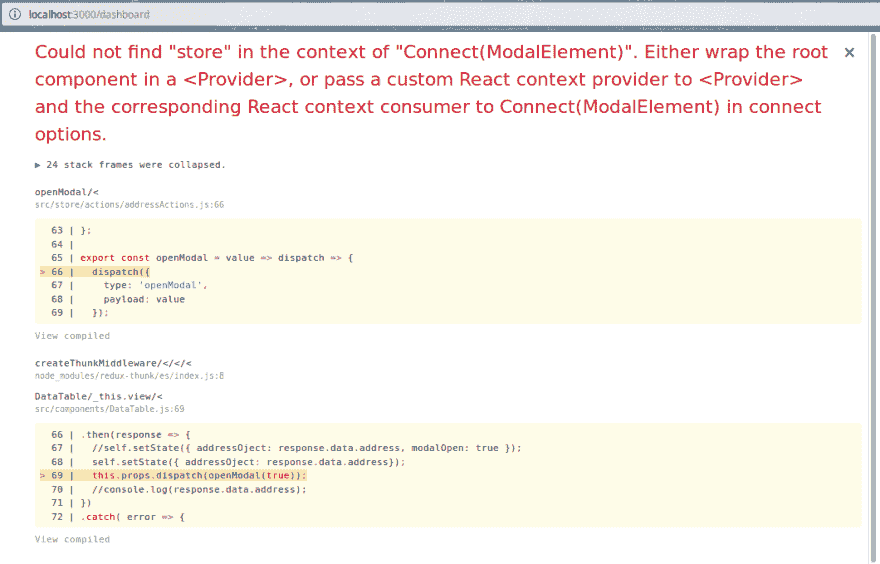 localhost:3000/dashboard
Could not find "store" in the context of "Connect(ModalElement)". Either wrap the root
component in a <Provider>, or pass a custom React context provider to <Provider>
and the corresponding React context consumer to Connect(ModalElement) in connect
options.
×
▶ 24 stack frames were collapsed.
openModal/<
src/store/actions/addressActions.js:66
63 | };
64 |
65 | export const openModal = value => dispatch => {
> 66 |   dispatch({
67 |     type: 'openModal',
68 |     payload: value
69 |   });
View compiled
createThunkMiddleware/</</<
node_modules/redux-thunk/es/index.js:8
DataTable/_this.view/<
src/components/DataTable.js:69
66 | .then(response => {
67 |   //self.setState({ addressOject: response.data.address, modalOpen: true });
68 |   self.setState({ addressOject: response.data.address});
> 69 |   this.props.dispatch(openModal(true));
70 |   //console.log(response.data.address);
71 | })
72 | .catch( error => {
View compiled